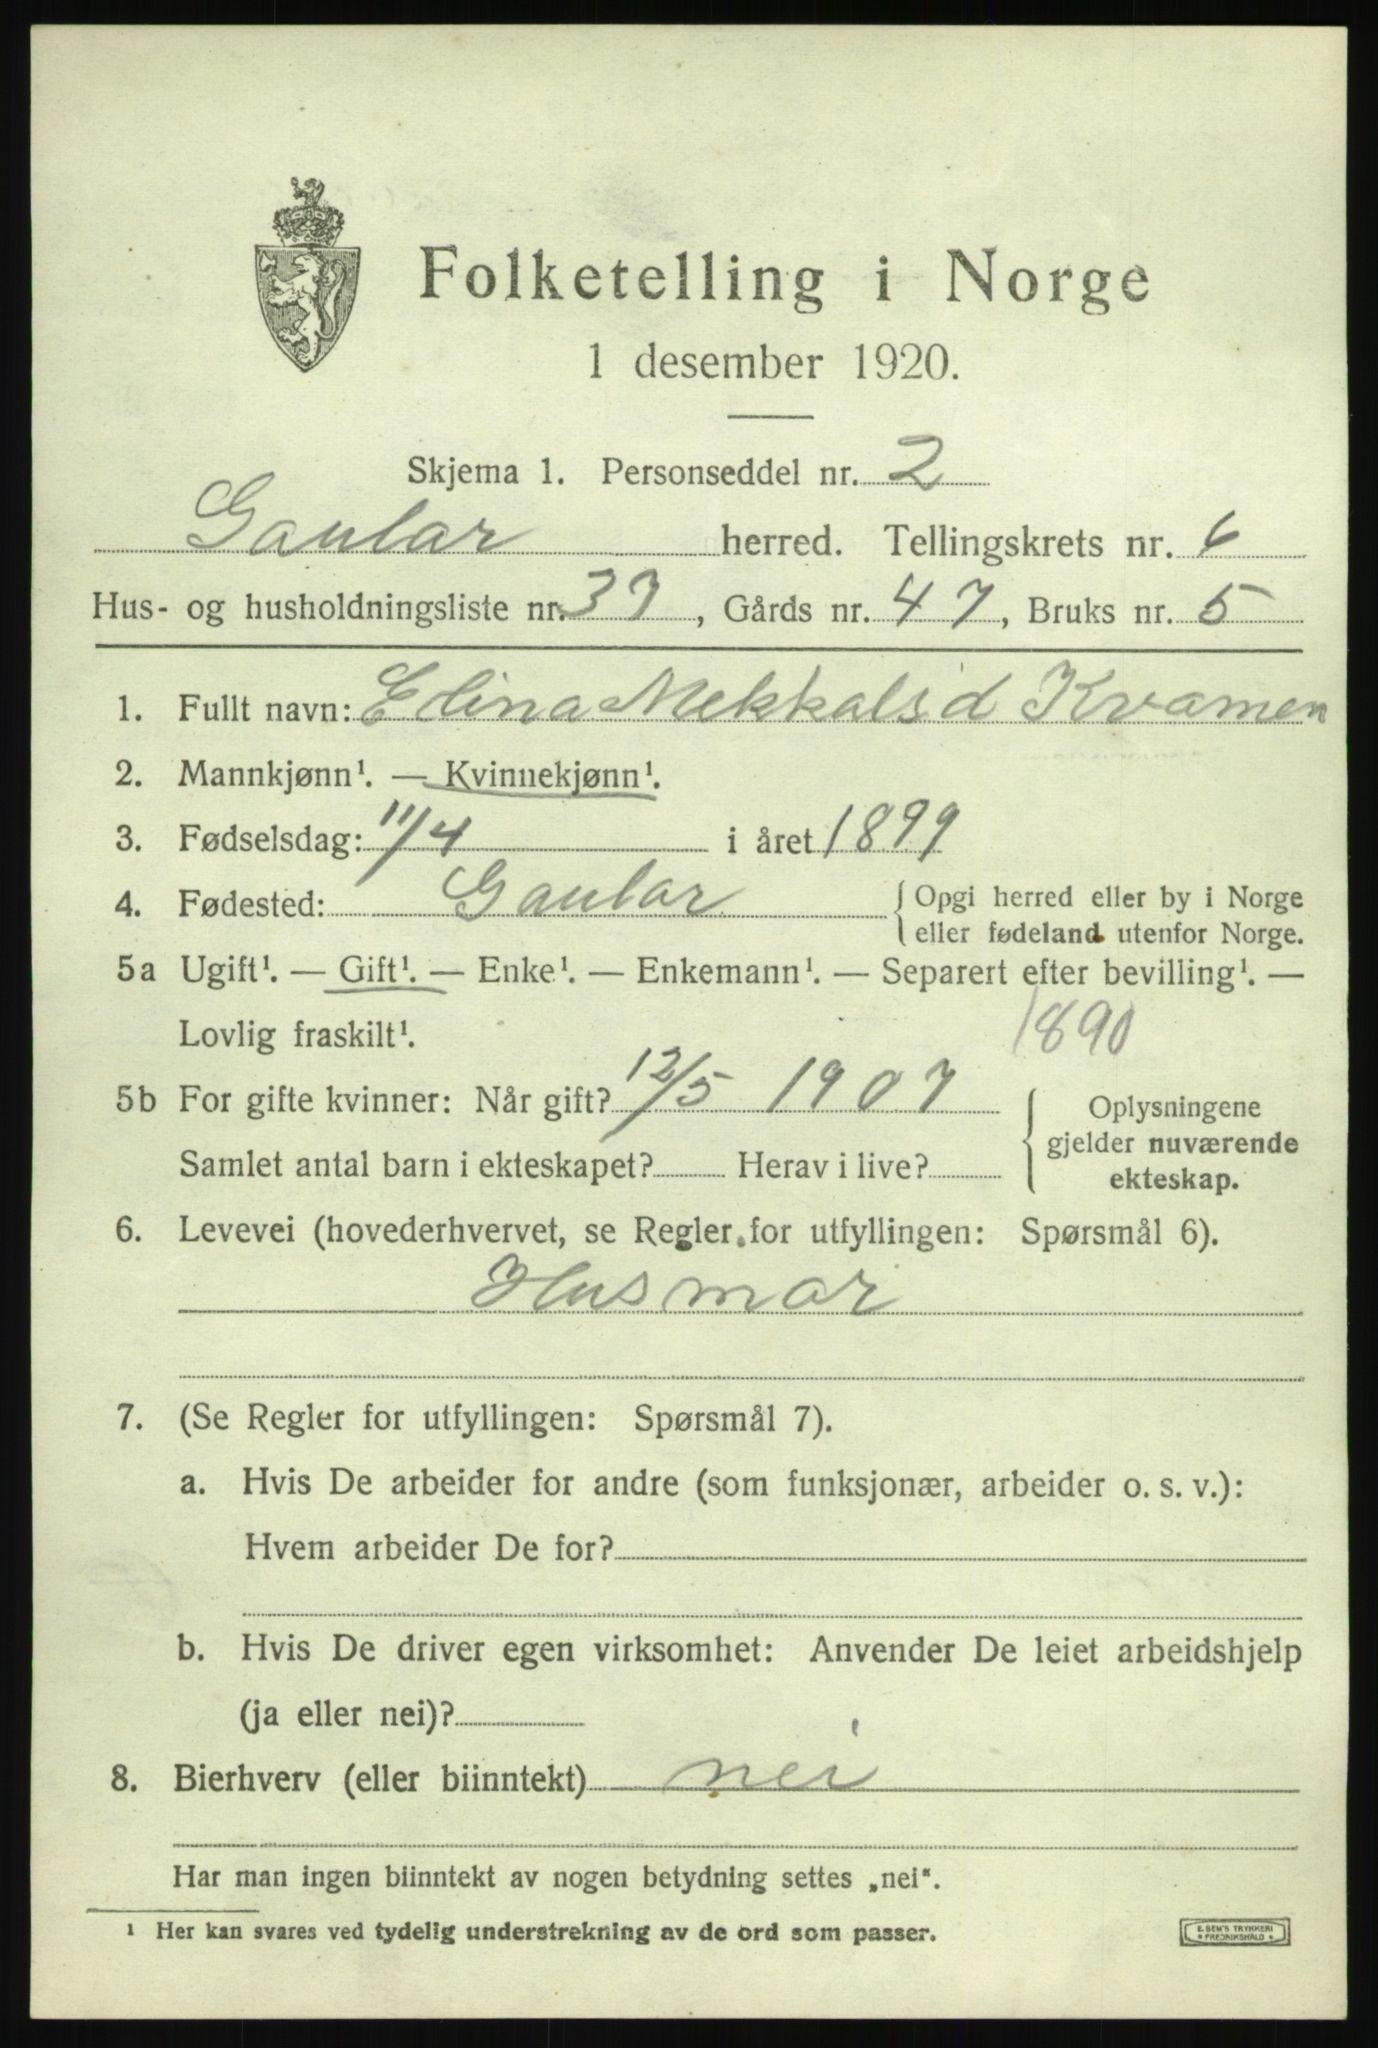 Folketelling i Norge
1 desember 1920.
Skjema 1. Personseddel nr. 2
Gaular herred. Tellingskrets nr. 6
Hus- og husholdningsliste nr. 37, Gårds nr. 47, Bruks nr. 5
1. Fullt navn: Elina Mekkalsd Kvamen
2. Mannkjønn¹. — Kvinnekjønn¹.
3. Fødselsdag: 11/4 i året 1899
4. Fødested: Gaular { Opgi herred eller by i Norge
eller fødeland utenfor Norge.
5a Ugift¹. — Gift¹. — Enke¹. — Enkemann¹. — Separert efter bevilling¹. —
Lovlig fraskilt¹. 1890
5b For gifte kvinner: Når gift? 12/5 1907 { Oplysningene
gjelder nuværende
Samlet antal barn i ekteskapet? Herav i live? ekteskap.
6. Levevei (hovederhvervet, se Regler for utfyllingen: Spørsmål 6).
Husmor
7. (Se Regler for utfyllingen: Spørsmål 7).
a. Hvis De arbeider for andre (som funksjonær, arbeider o. s. v.):
Hvem arbeider De for?
b. Hvis De driver egen virksomhet: Anvender De leiet arbeidshjelp
(ja eller nei)?
8. Bierhverv (eller biinntekt) nei
Har man ingen biinntekt av nogen betydning settes „nei“.
¹ Her kan svares ved tydelig understrekning av de ord som passer.
E. SEM'S TRYKKERI
* FREDRIKSHALD *